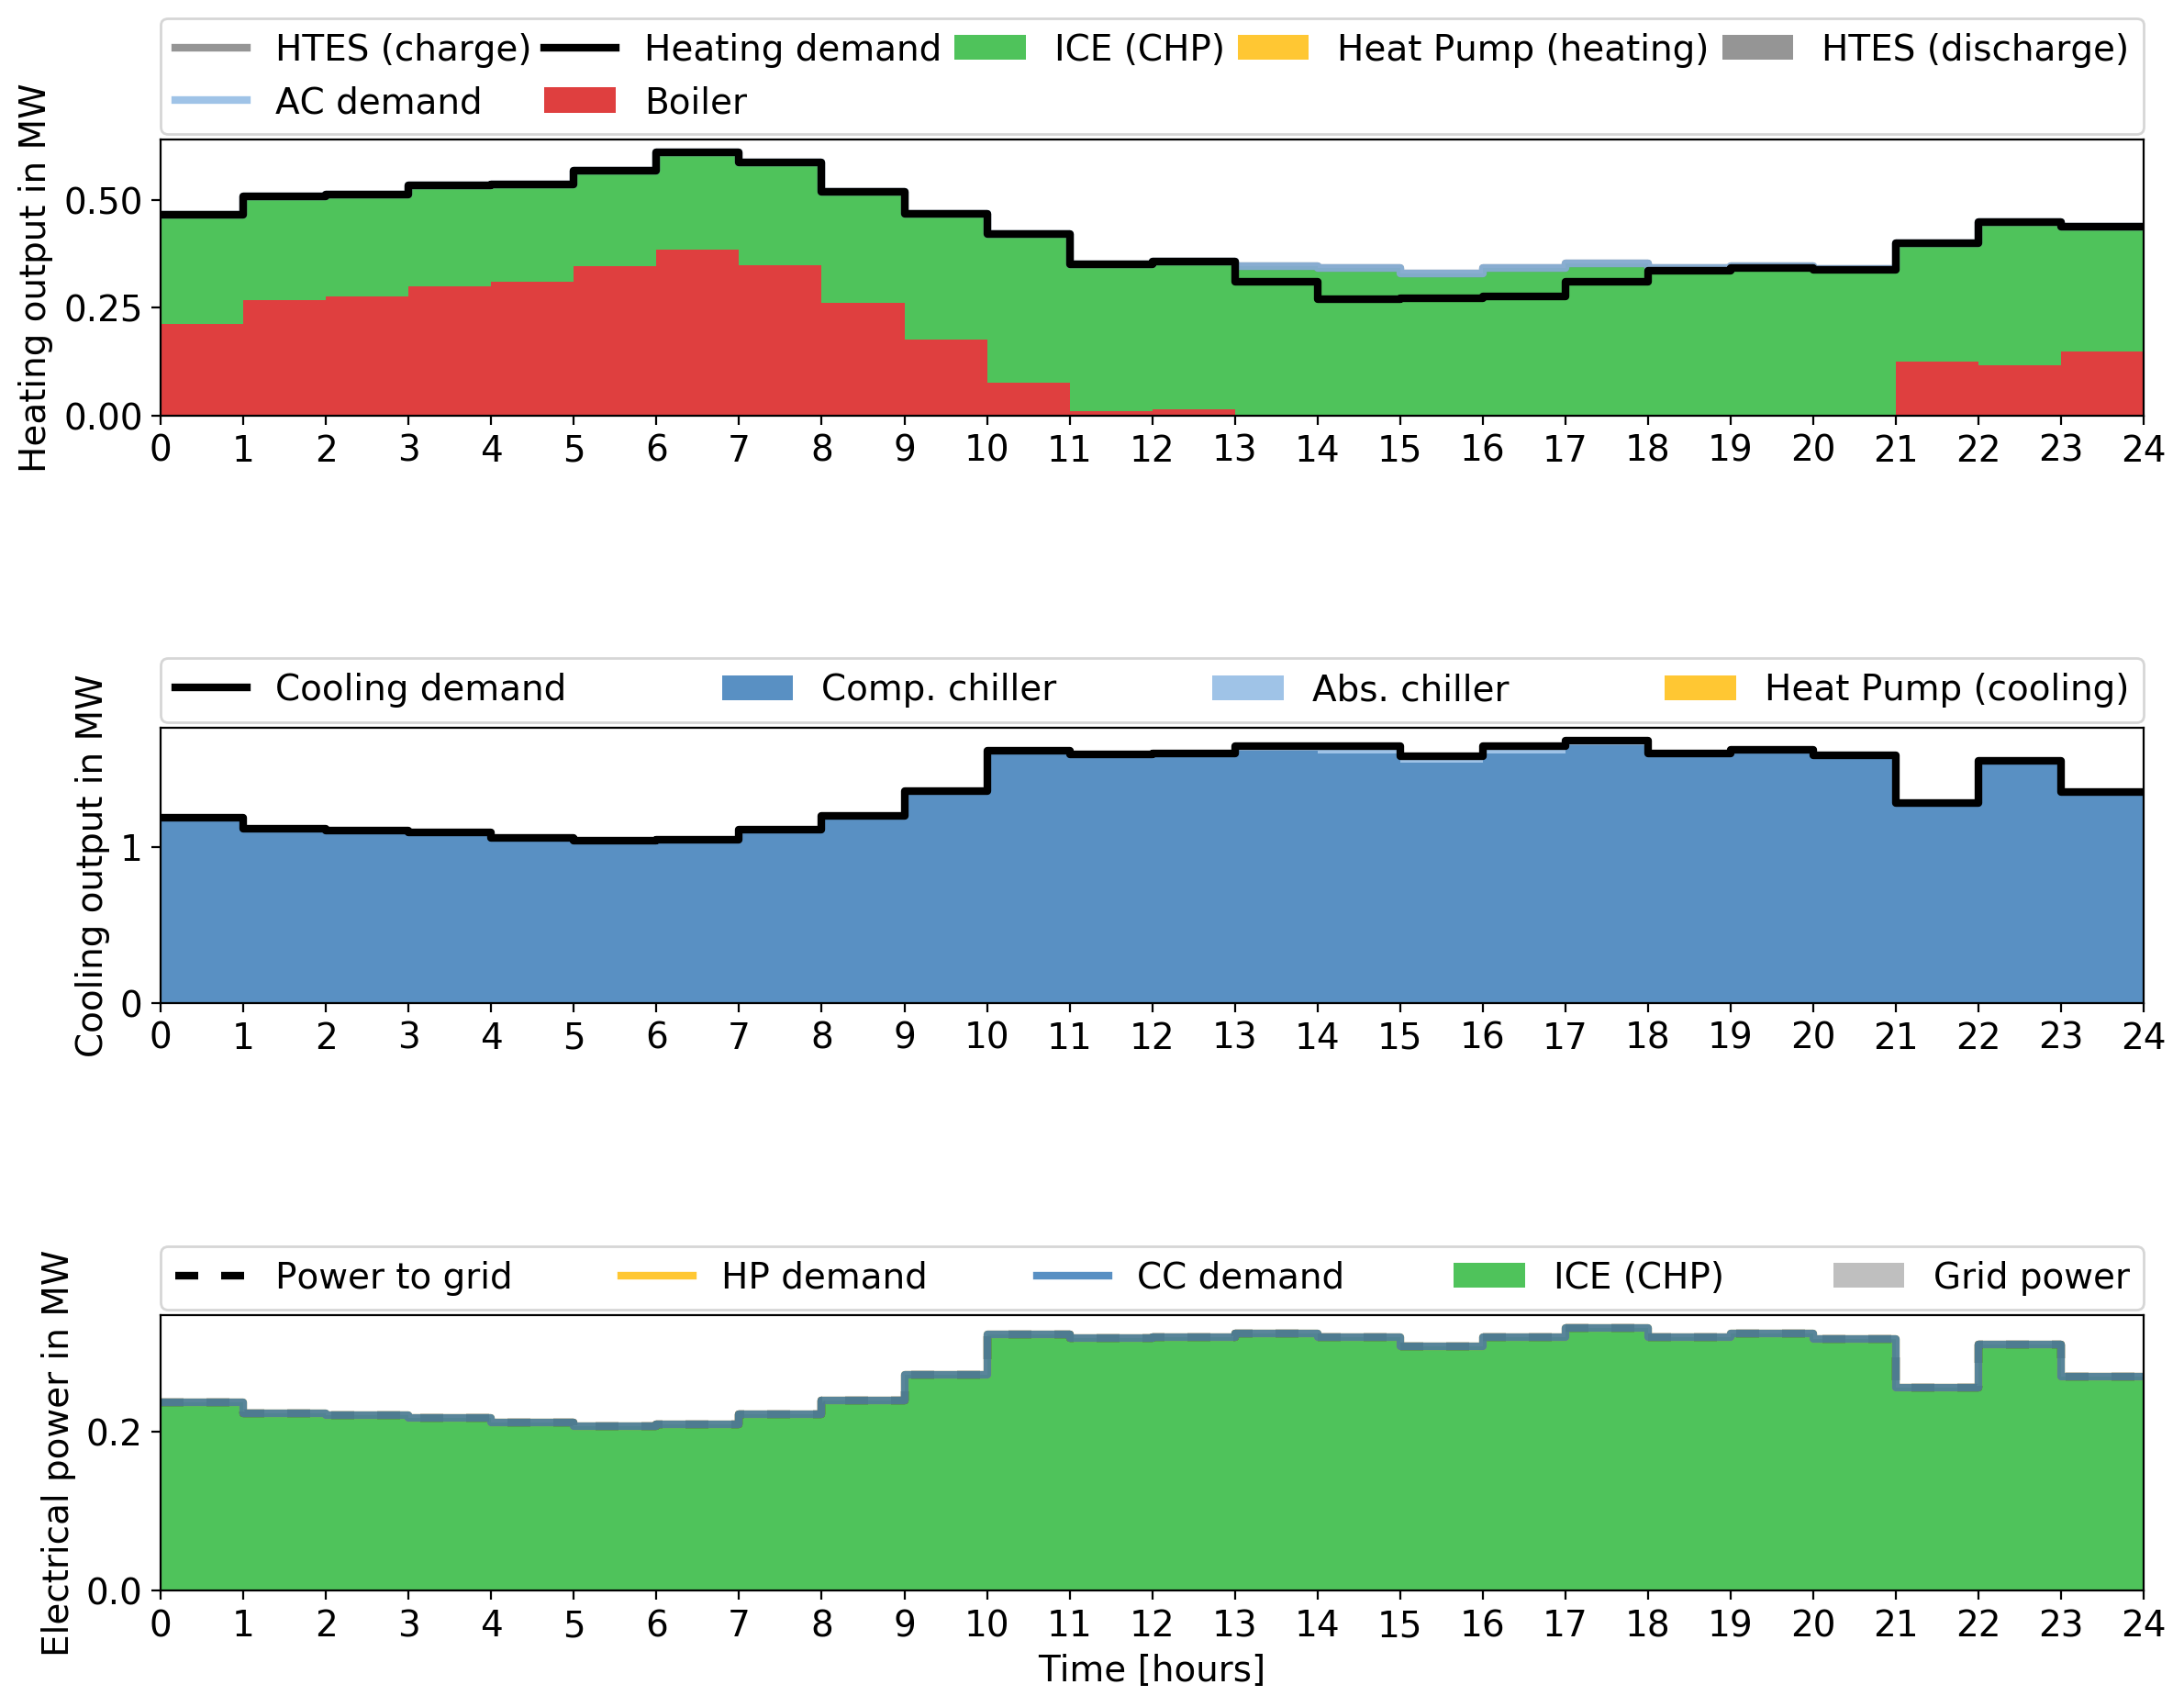 HTES (charge) Heating demand ICE (CHP) Heat Pump (heating) HTES (discharge)
AC demand Boiler
Heating output in MW
0.50
0.25
0.00
0 1 2 3 4 5 6 7 8 9 10 11 12 13 14 15 16 17 18 19 20 21 22 23 24
Cooling demand Comp. chiller Abs. chiller Heat Pump (cooling)
Cooling output in MW
1
0
0 1 2 3 4 5 6 7 8 9 10 11 12 13 14 15 16 17 18 19 20 21 22 23 24
Power to grid HP demand CC demand ICE (CHP) Grid power
Electrical power in MW
0.2
0.0
0 1 2 3 4 5 6 7 8 9 10 11 12 13 14 15 16 17 18 19 20 21 22 23 24
Time [hours]